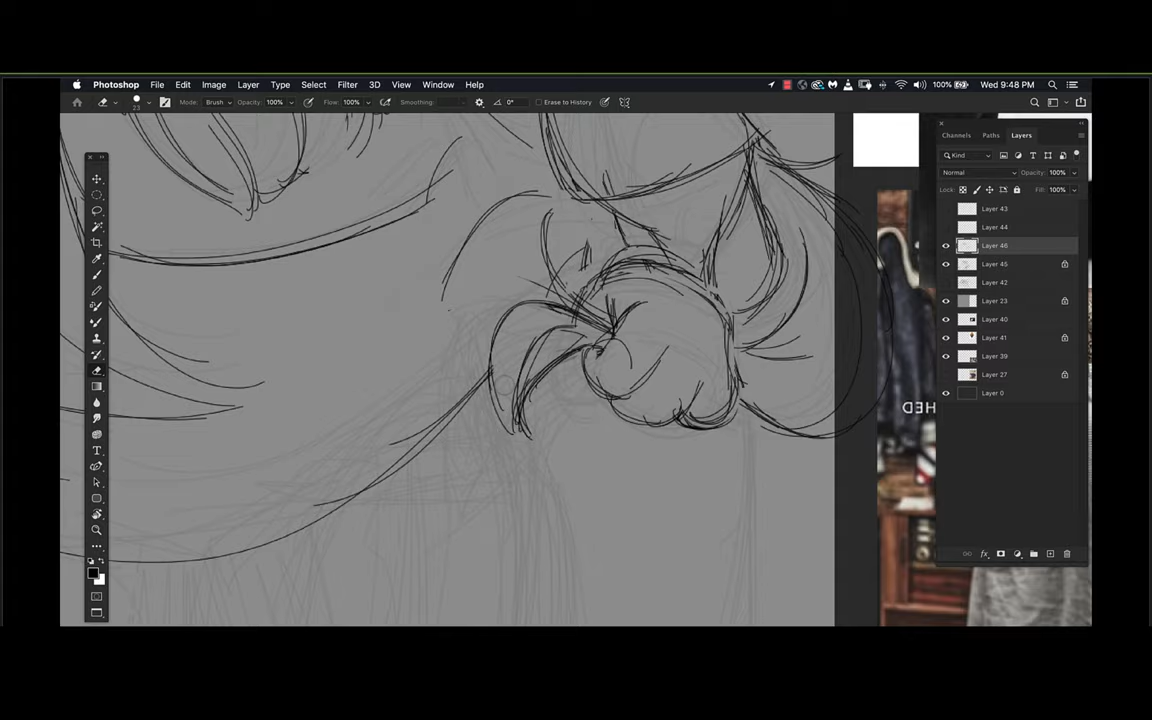 Photoshop File Edit Image Layer Type Select Filter 3D View Window Help 100% Wed 9:48 PM
23 Mode: Brush Opacity: 100% Flow: 100% Smoothing: 0° Erase to History
Channels Paths Layers
Kind
Normal Opacity: 100%
Lock: Fill: 100%
Layer 43
Layer 44
Layer 46
Layer 45
Layer 42
Layer 23
Layer 40
Layer 41
Layer 39
Layer 27
Layer 0
fx